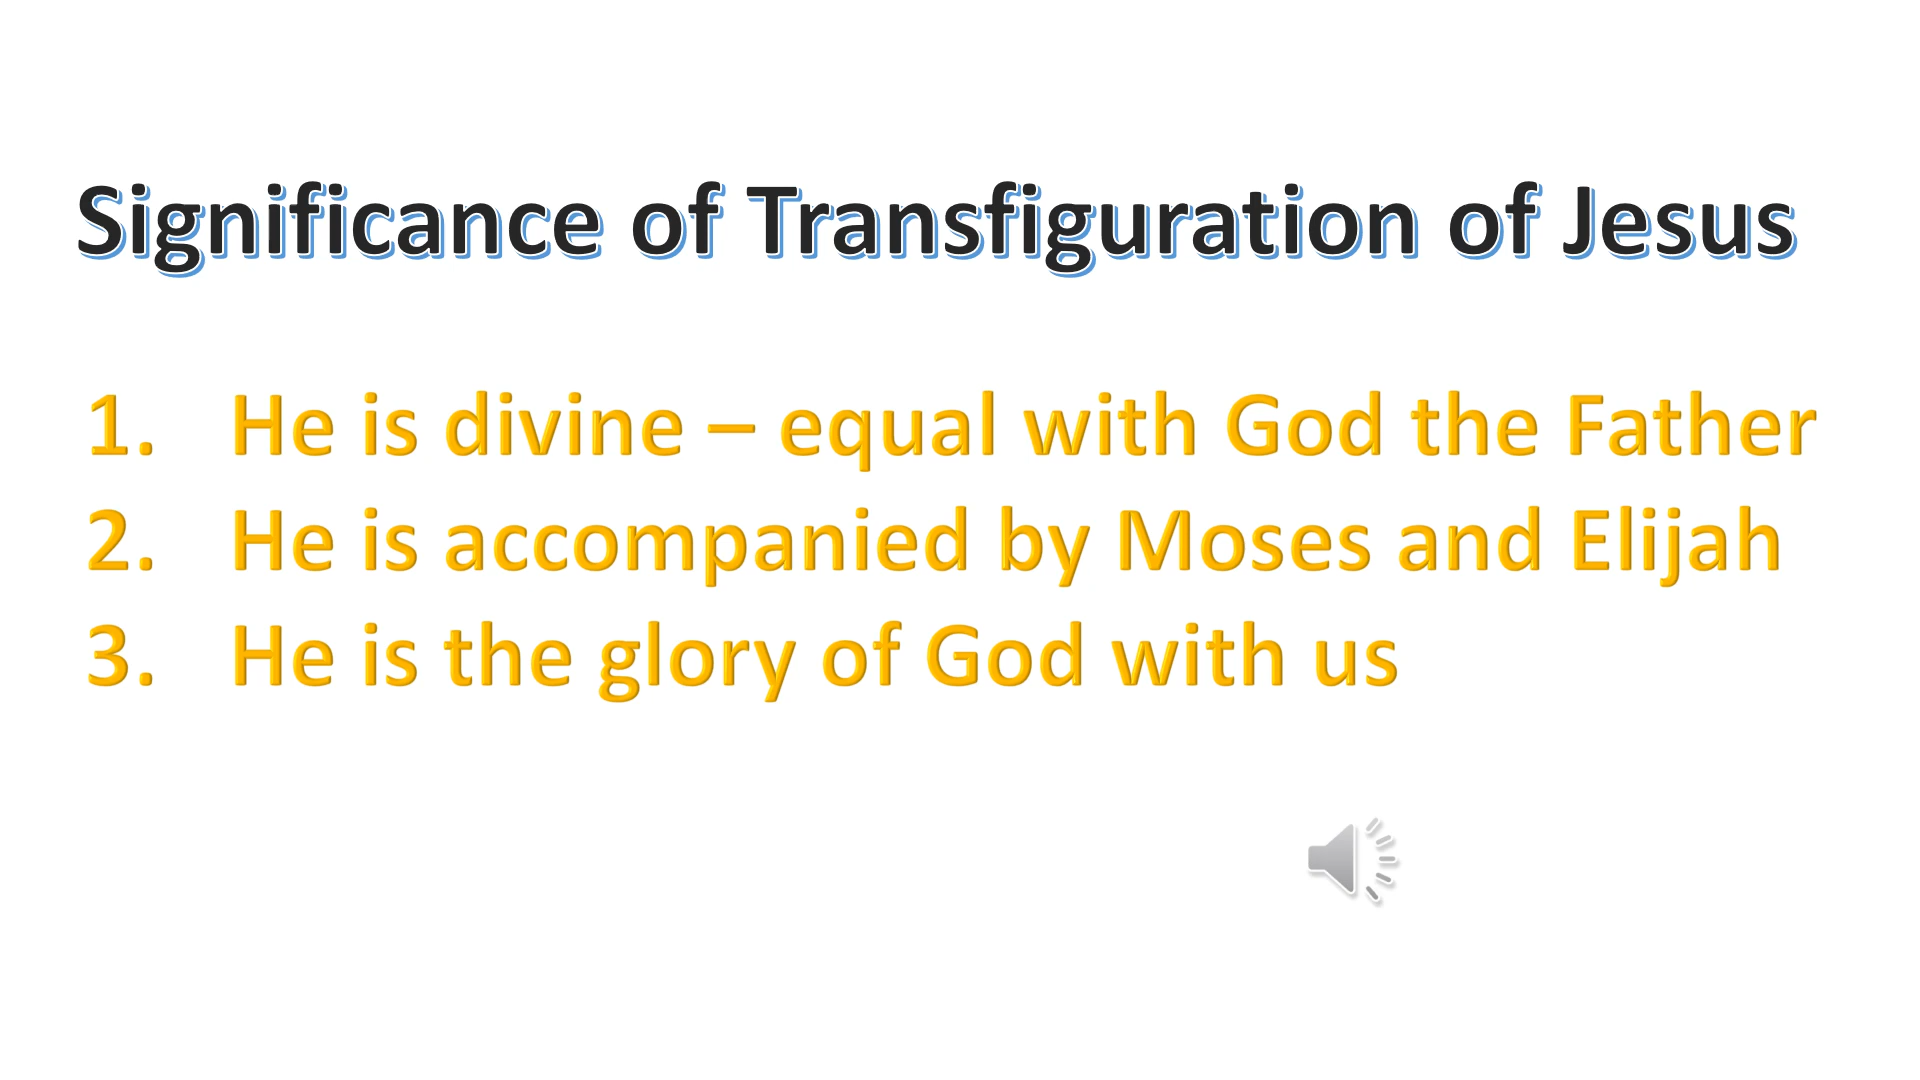 Significance of Transfiguration of Jesus
1. He is divine – equal with God the Father
2. He is accompanied by Moses and Elijah
3. He is the glory of God with us